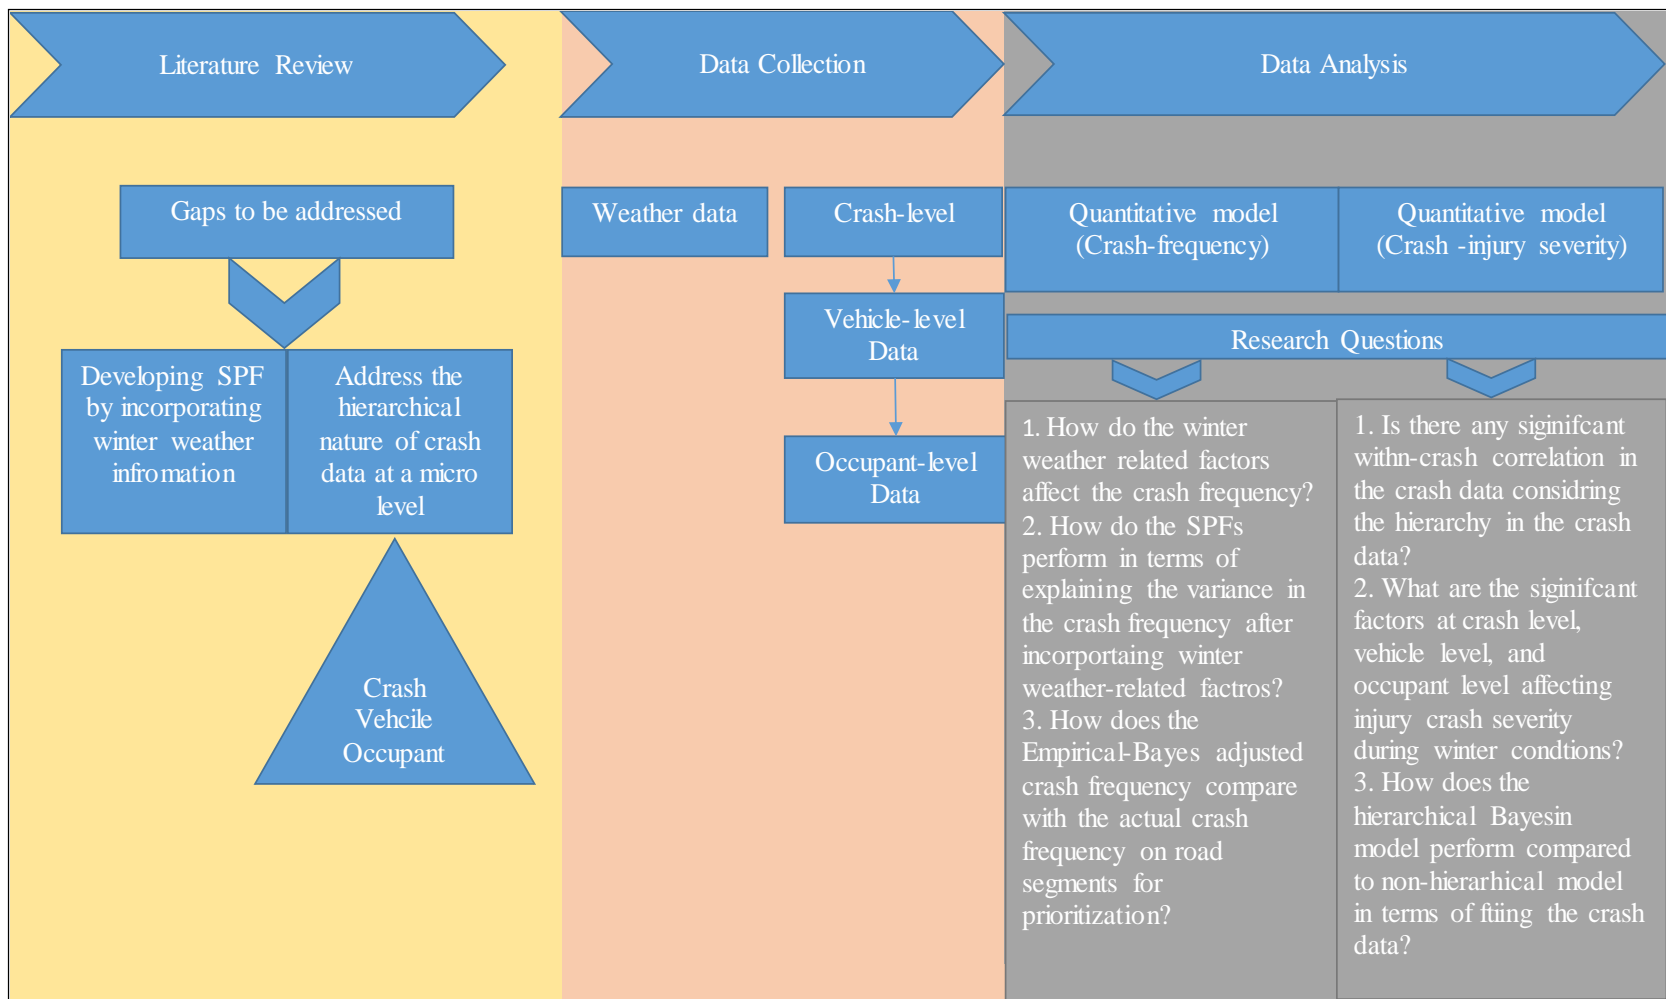 Literature Review
Data Collection
Data Analysis
Gaps to be addressed
Developing SPF
by incorporating
winter weather
infromation
Address the
hierarchical
nature of crash
data at a micro
level
Crash
Vehcile
Occupant
Weather data
Crash-level
Vehicle-level
Data
Occupant-level
Data
Quantitative model
(Crash-frequency)
Quantitative model
(Crash -injury severity)
Research Questions
1. How do the winter
weather related factors
affect the crash frequency?
2. How do the SPFs
perform in terms of
explaining the variance in
the crash frequency after
incorportaing winter
weather-related factros?
3. How does the
Empirical-Bayes adjusted
crash frequency compare
with the actual crash
frequency on road
segments for
prioritization?
1. Is there any siginifcant
withn-crash correlation in
the crash data considring
the hierarchy in the crash
data?
2. What are the siginifcant
factors at crash level,
vehicle level, and
occupant level affecting
injury crash severity
during winter condtions?
3. How does the
hierarchical Bayesin
model perform compared
to non-hierarhical model
in terms of ftiing the crash
data?